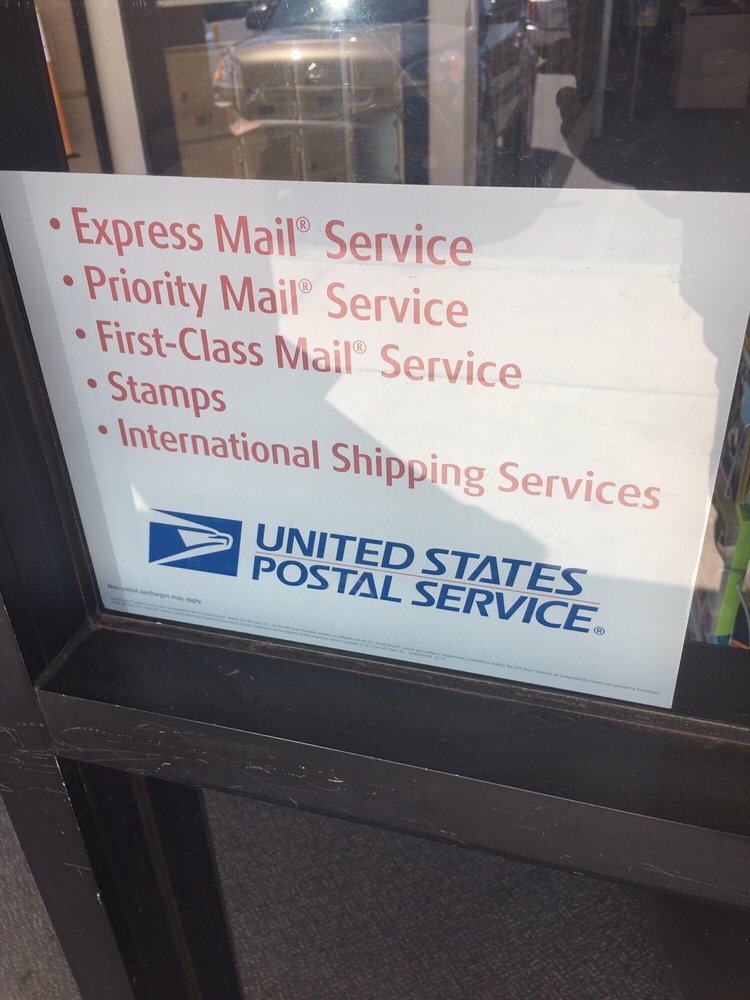 • Express Mail® Service
• Priority Mail® Service
• First-Class Mail® Service
• Stamps
• International Shipping Services
UNITED STATES
POSTAL SERVICE®
Non-postal surcharges may apply.